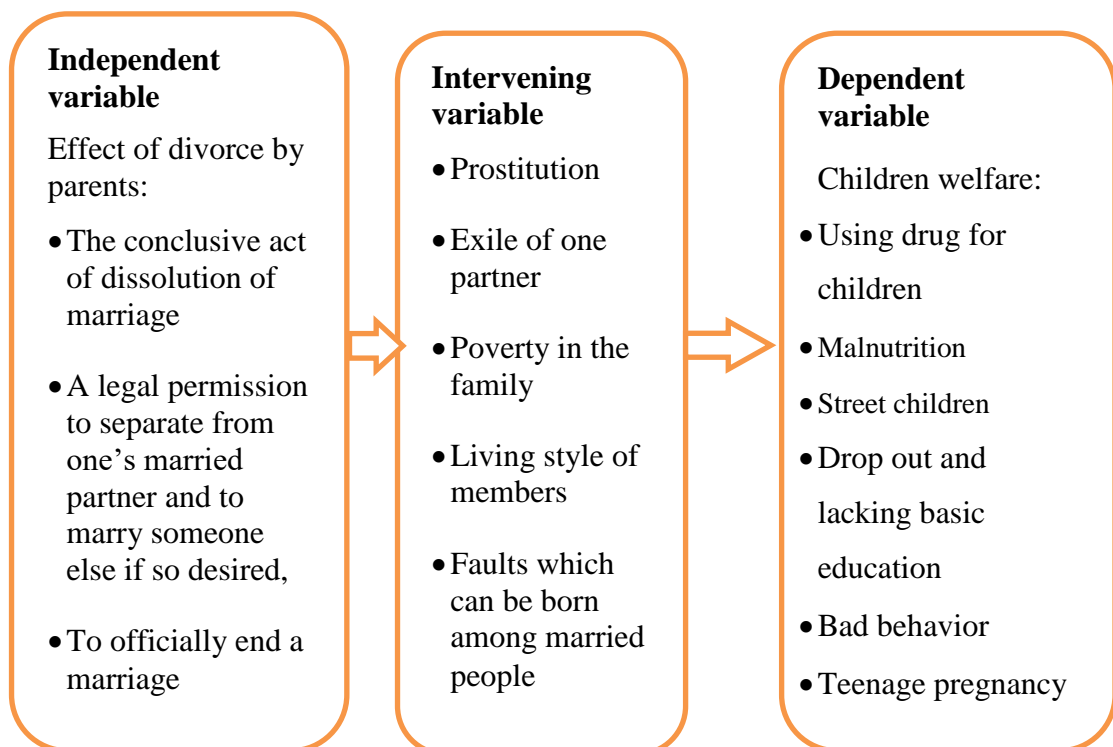 Independent
variable
Effect of divorce by
parents:
• The conclusive act
of dissolution of
marriage
• A legal permission
to separate from
one’s married
partner and to
marry someone
else if so desired,
• To officially end a
marriage
Intervening
variable
• Prostitution
• Exile of one
partner
• Poverty in the
family
• Living style of
members
• Faults which
can be born
among married
people
Dependent
variable
Children welfare:
• Using drug for
children
• Malnutrition
• Street children
• Drop out and
lacking basic
education
• Bad behavior
• Teenage pregnancy